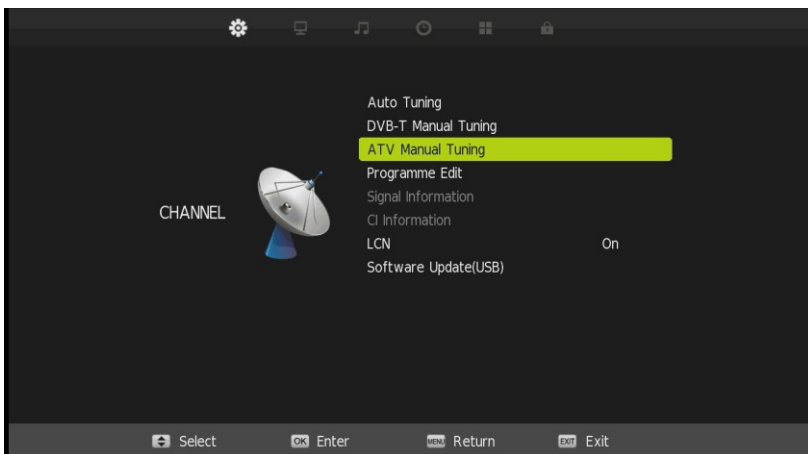 Auto Tuning
DVB-T Manual Tuning
ATV Manual Tuning
Programme Edit
Signal Information
CHANNEL
CI Information
LCN On
Software Update(USB)
Select OK Enter MENU Return EXIT Exit